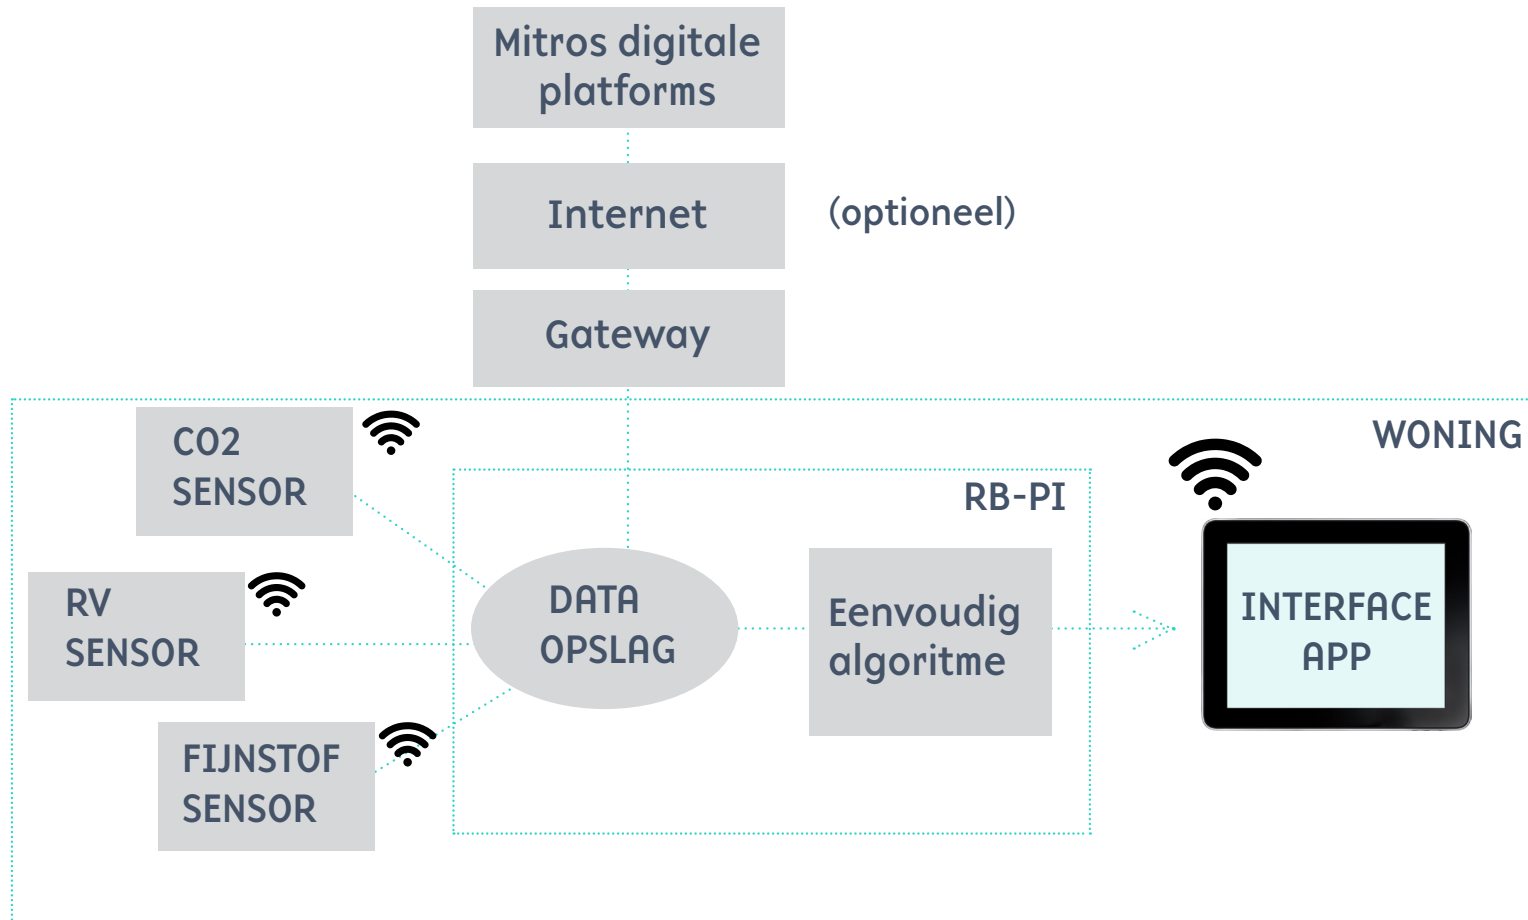 Mitros digitale
platforms
Internet
(optioneel)
Gateway
WONING
CO2
SENSOR
RB-PI
RV
SENSOR
DATA
OPSLAG
Eenvoudig
algoritme
INTERFACE
APP
FIJNSTOF
SENSOR